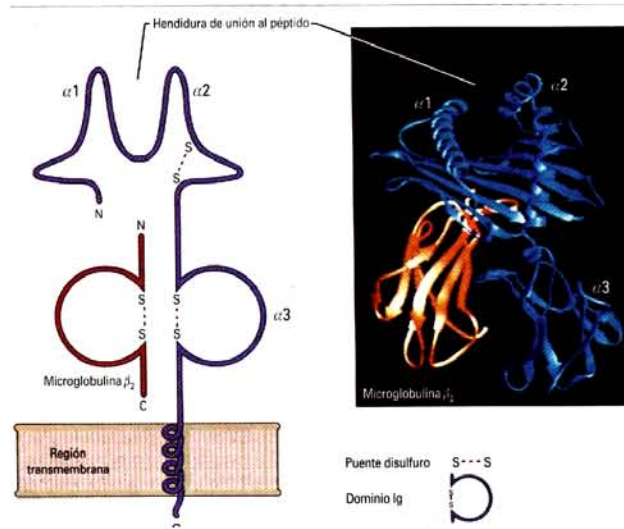 Hendidura de unión al péptido
α1
α2
S
S
N
N
S
S
S
S
α3
Microglobulina β2
C
Región
transmembrana
C
α1
α2
α3
Microglobulina β2
Puente disulfuro
S---S
Dominio Ig
S
S